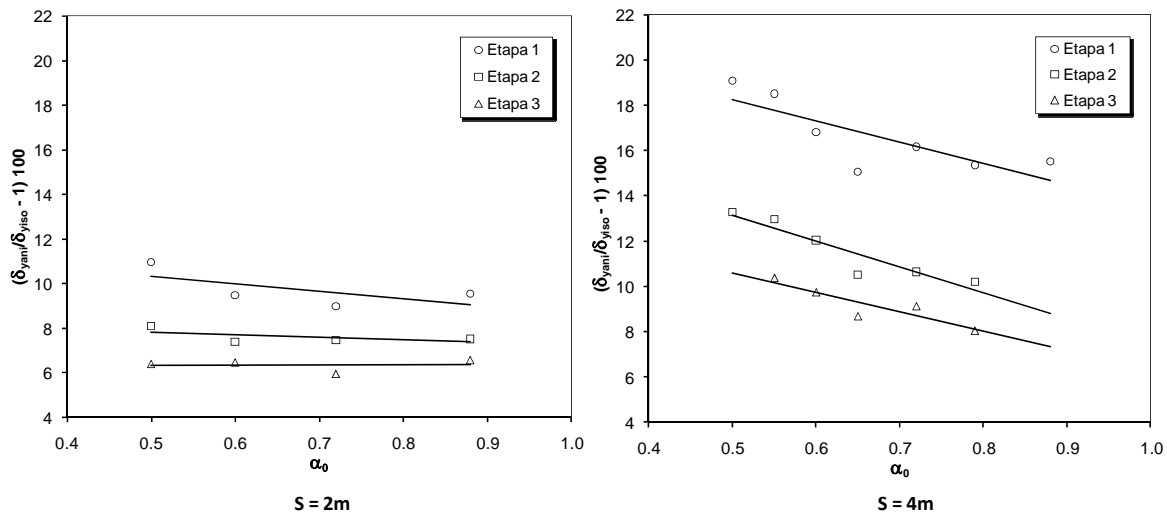 22
20
18
16
14
12
10
8
6
4
(δyani/δyiso - 1) 100
Etapa 1
Etapa 2
Etapa 3
0.4 0.5 0.6 0.7 0.8 0.9 1.0
α0
S = 2m
22
20
18
16
14
12
10
8
6
4
(δyani/δyiso - 1) 100
Etapa 1
Etapa 2
Etapa 3
0.4 0.5 0.6 0.7 0.8 0.9 1.0
α0
S = 4m